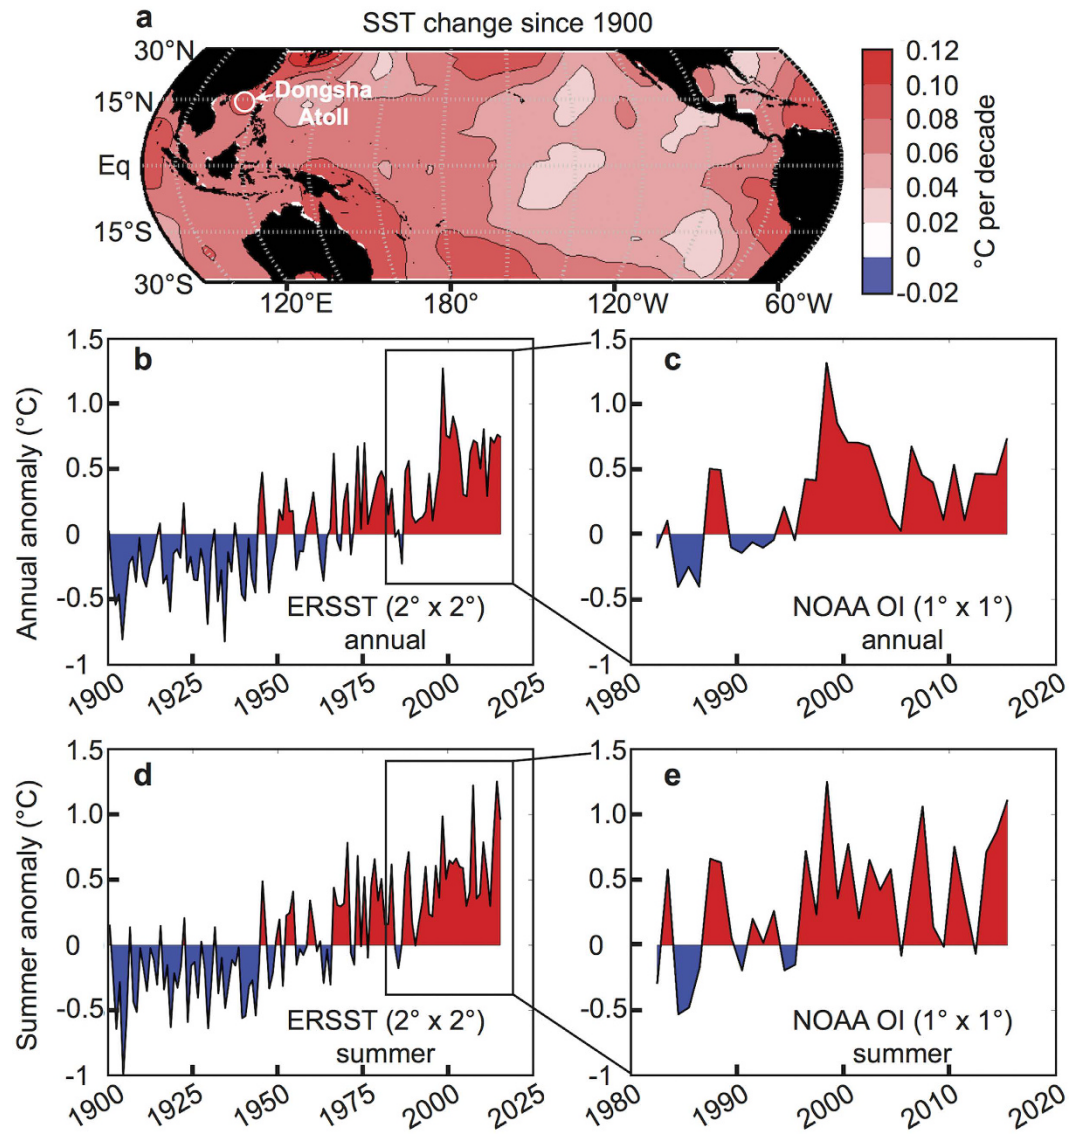 a
SST change since 1900
30°N
15°N
Eq
15°S
30°S
Dongsha
Atoll
120°E
180°
120°W
60°W
0.12
0.10
0.08
0.06
0.04
0.02
0
-0.02
°C per decade
b
Annual anomaly (°C)
1.5
1.0
0.5
0
-0.5
-1
ERSST (2° x 2°)
annual
1900
1925
1950
1975
2000
2025
c
1.5
1.0
0.5
0
-0.5
-1
NOAA OI (1° x 1°)
annual
1980
1990
2000
2010
2020
d
Summer anomaly (°C)
1.5
1.0
0.5
0
-0.5
-1
ERSST (2° x 2°)
summer
1900
1925
1950
1975
2000
2025
e
1.5
1.0
0.5
0
-0.5
-1
NOAA OI (1° x 1°)
summer
1980
1990
2000
2010
2020